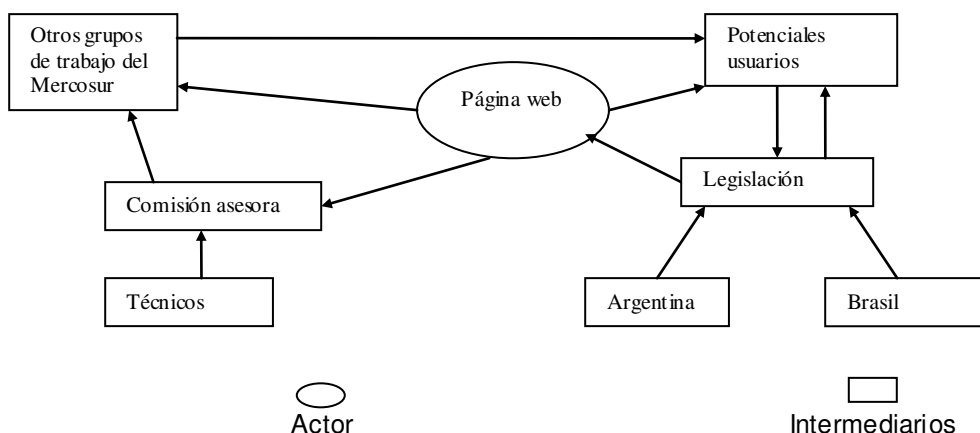 Otros grupos
de trabajo del
Mercosur
Potenciales
usuarios
Página web
Comisión asesora
Legislación
Técnicos
Argentina
Brasil
Actor
Intermediarios